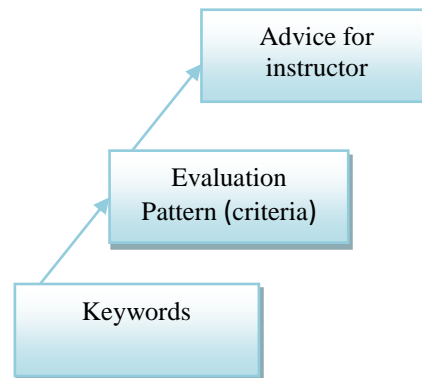 Advice for
instructor
Evaluation
Pattern (criteria)
Keywords